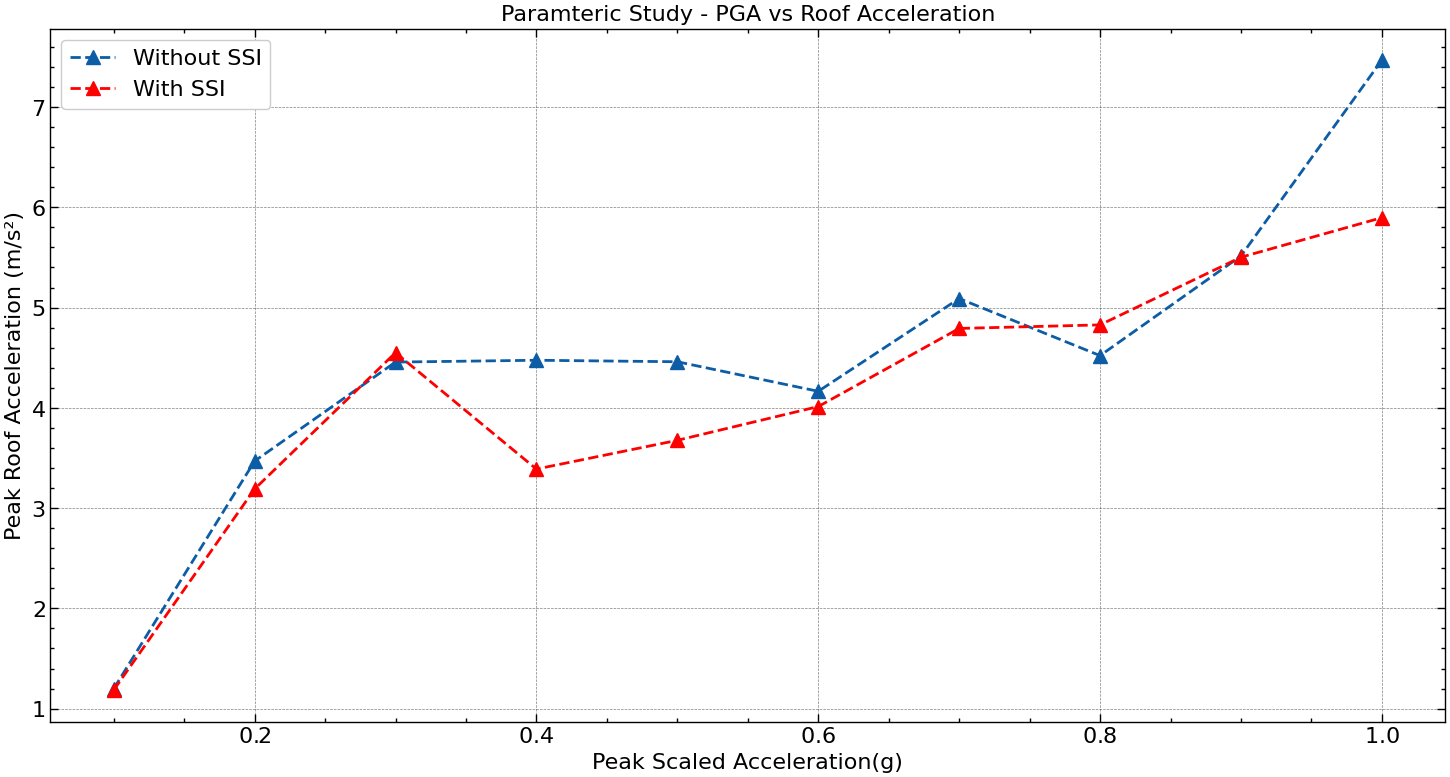 Paramteric Study - PGA vs Roof Acceleration
Without SSI
With SSI
Peak Roof Acceleration (m/s²)
7
6
5
4
3
2
1
0.2
0.4
0.6
0.8
1.0
Peak Scaled Acceleration(g)